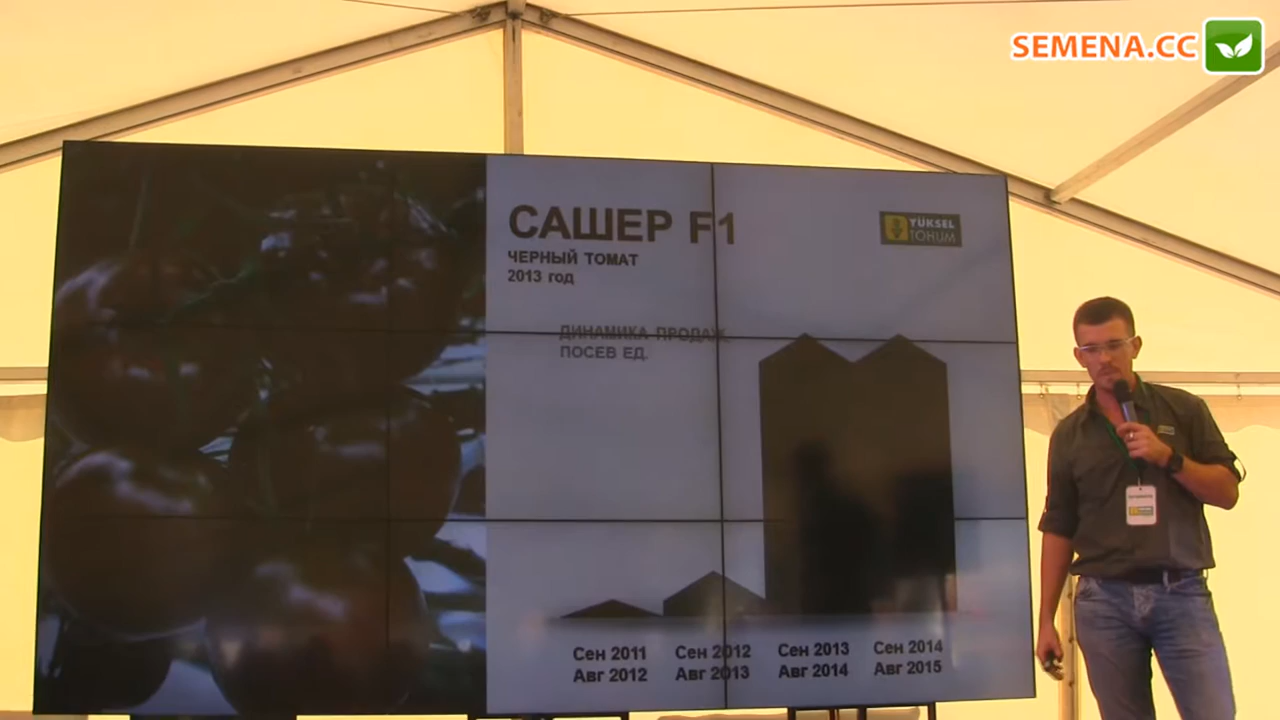 SEMENA.CC
САШЕР F1
ЧЕРНЫЙ ТОМАТ
2013 год
YÜKSEL
TOHUM
ДИНАМИКА ПРОДАЖ,
ПОСЕВ ЕД.
Сен 2011
Авг 2012
Сен 2012
Авг 2013
Сен 2013
Авг 2014
Сен 2014
Авг 2015